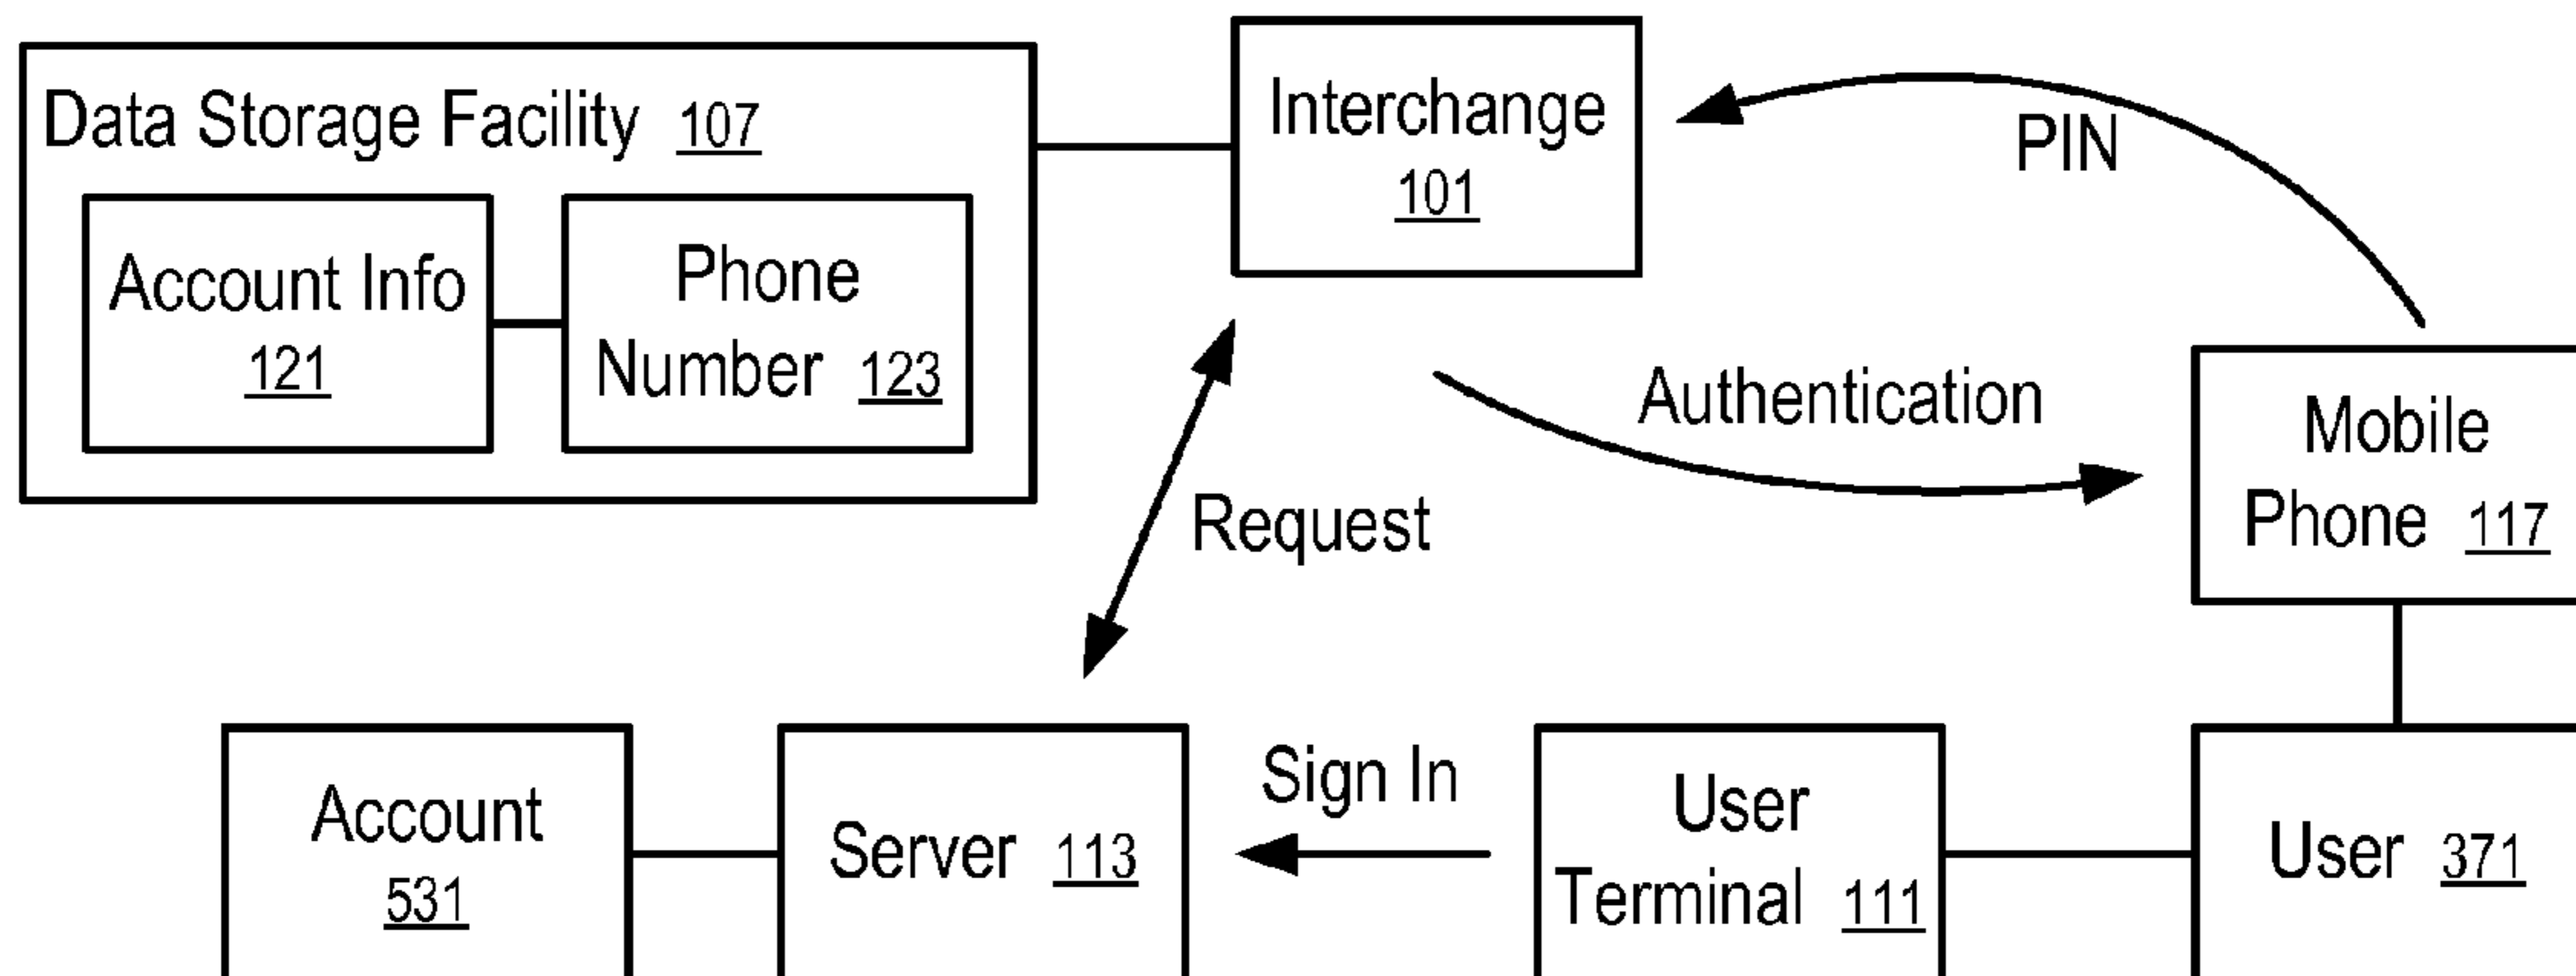 Data Storage Facility 107
Account Info
121
Phone
Number 123
Interchange
101
PIN
Authentication
Request
Mobile
Phone 117
Account
531
Server 113
Sign In
User
Terminal 111
User 371